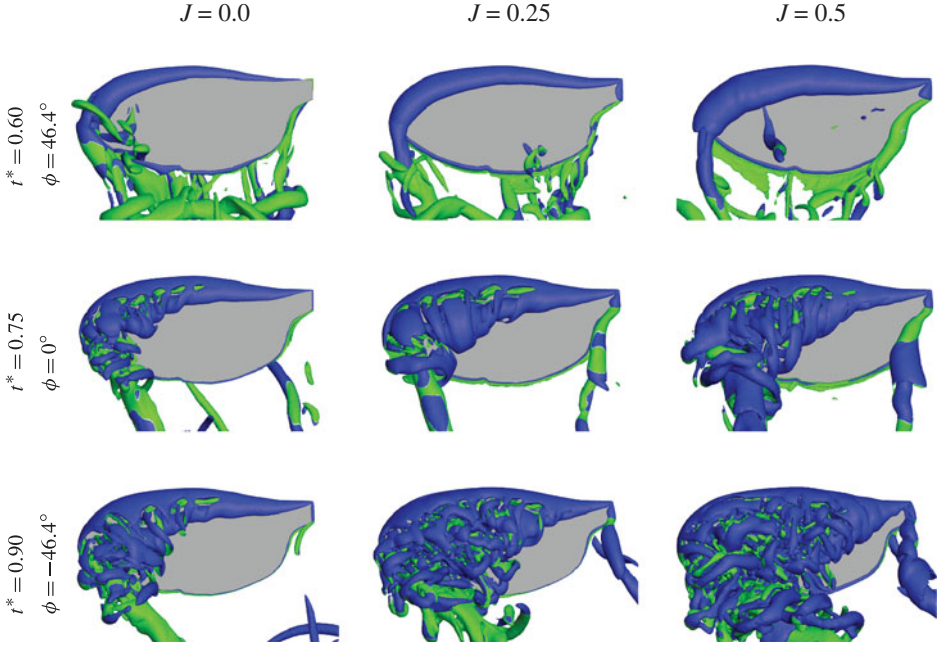 J = 0.0
J = 0.25
J = 0.5
t* = 0.60
ϕ = 46.4°
t* = 0.75
ϕ = 0°
t* = 0.90
ϕ = −46.4°